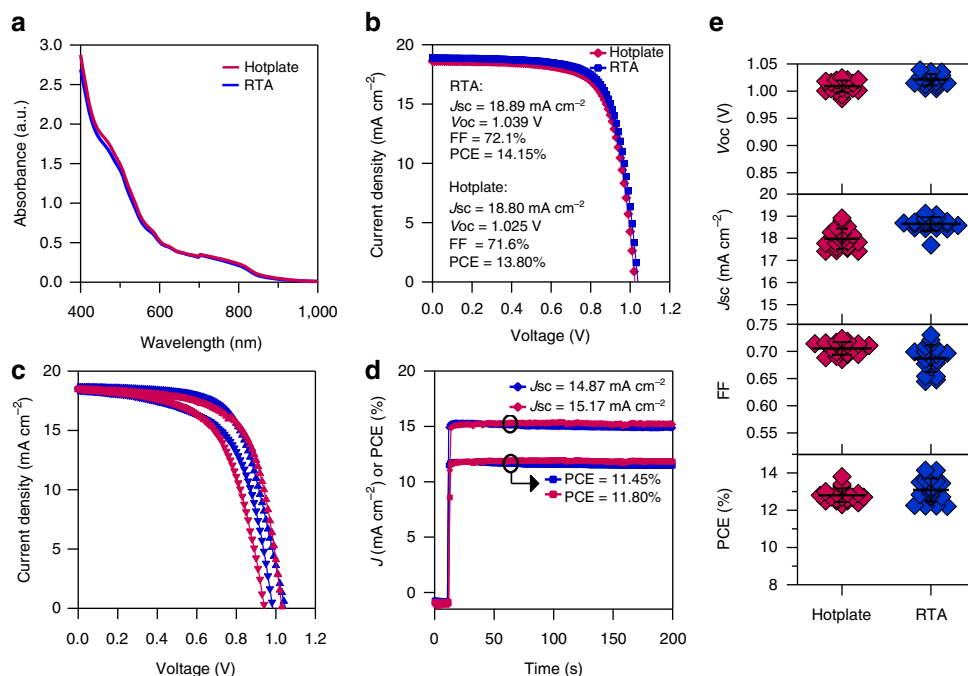 a
3.0
2.5
2.0
1.5
1.0
0.5
0.0
400
600
800
1,000
Absorbance (a.u.)
Wavelength (nm)
Hotplate
RTA
b
20
15
10
5
0
0.0
0.2
0.4
0.6
0.8
1.0
1.2
Current density (mA cm−2)
Voltage (V)
Hotplate
RTA
RTA:
Jsc = 18.89 mA cm−2
Voc = 1.039 V
FF = 72.1%
PCE = 14.15%
Hotplate:
Jsc = 18.80 mA cm−2
Voc = 1.025 V
FF = 71.6%
PCE = 13.80%
c
20
15
10
5
0
0.0
0.2
0.4
0.6
0.8
1.0
1.2
Current density (mA cm−2)
Voltage (V)
d
20
15
10
5
0
0
50
100
150
200
J (mA cm−2) or PCE (%)
Time (s)
Jsc = 14.87 mA cm−2
Jsc = 15.17 mA cm−2
PCE = 11.45%
PCE = 11.80%
e
1.05
1.00
0.95
0.90
0.85
Voc (V)
20
19
18
17
16
15
Jsc (mA cm−2)
0.75
0.70
0.65
0.60
0.55
FF
14
12
10
8
PCE (%)
Hotplate
RTA